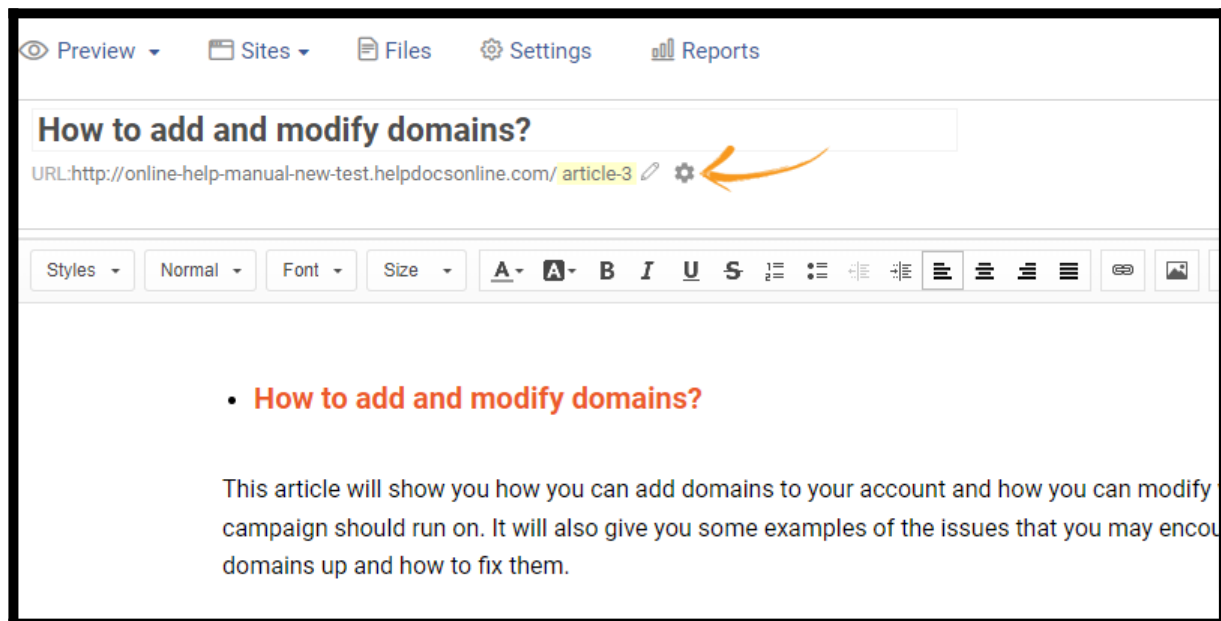 Preview Sites Files Settings Reports
How to add and modify domains?
URL:http://online-help-manual-new-test.helpdocsonline.com/ article-3
Styles Normal Font Size A A B I U S
How to add and modify domains?
This article will show you how you can add domains to your account and how you can modify
campaign should run on. It will also give you some examples of the issues that you may
domains up and how to fix them.